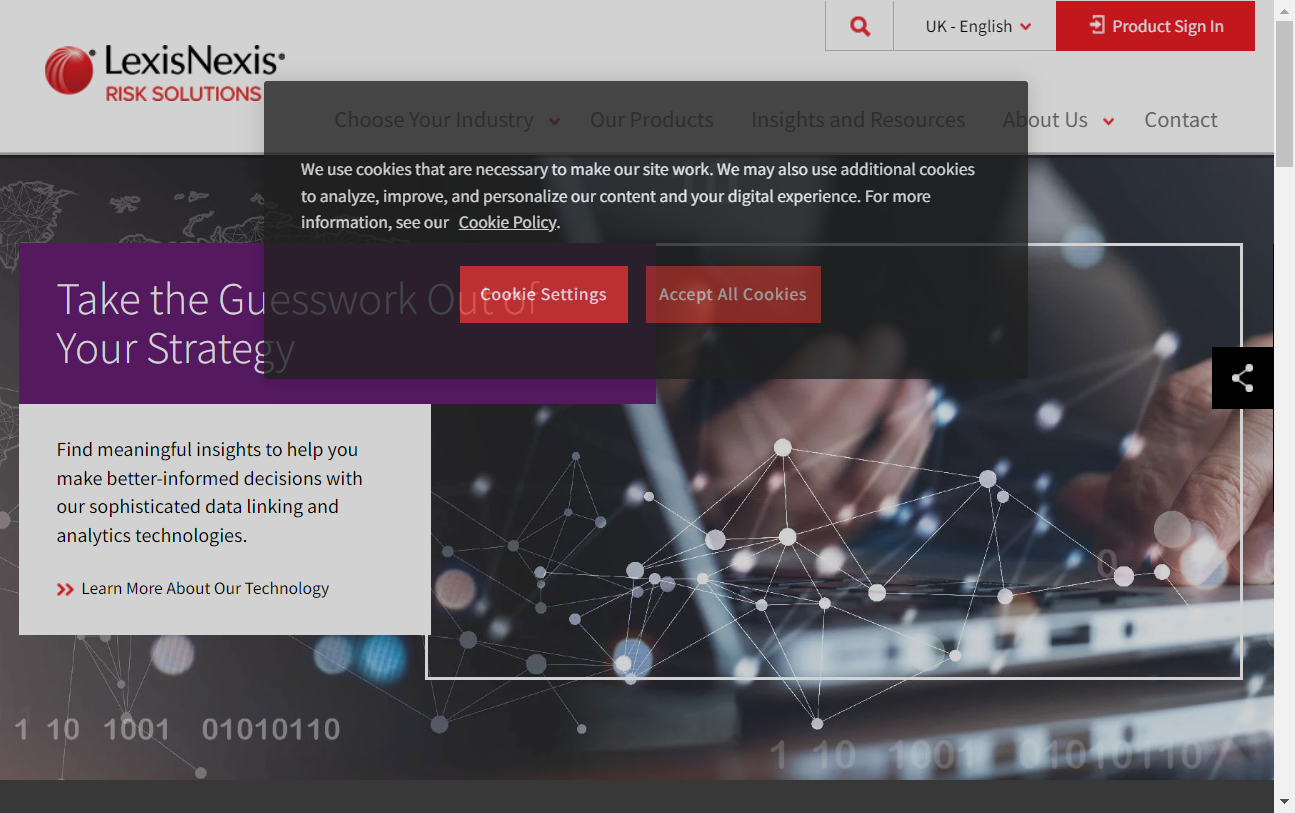 UK - English
Product Sign In
LexisNexis
RISK SOLUTIONS
Choose Your Industry
Our Products
Insights and Resources
About Us
Contact
We use cookies that are necessary to make our site work. We may also use additional cookies
to analyze, improve, and personalize our content and your digital experience. For more
information, see our Cookie Policy.
Cookie Settings
Accept All Cookies
Take the Guesswork Out of
Your Strategy
Find meaningful insights to help you
make better-informed decisions with
our sophisticated data linking and
analytics technologies.
Learn More About Our Technology
1 10 1001 01010110
1 10 1001 01010110